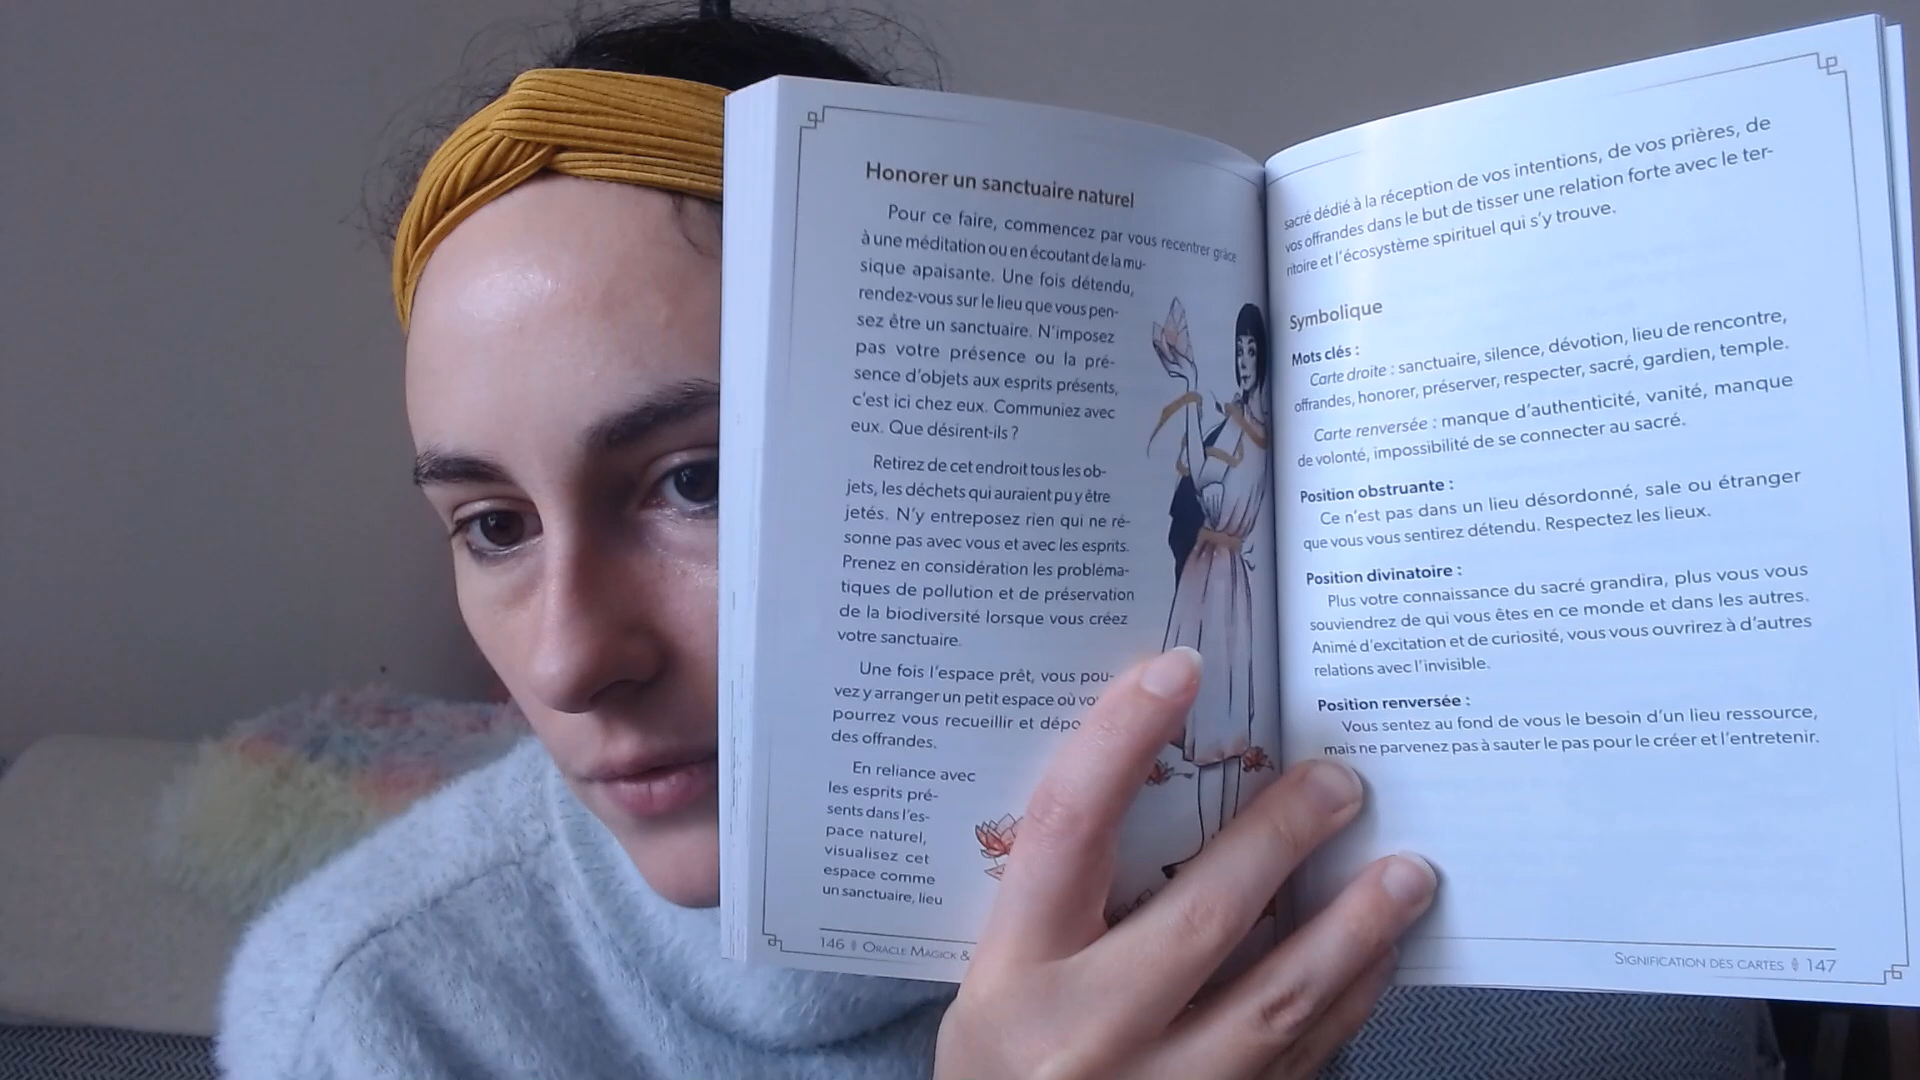 Honorer un sanctuaire naturel
Pour ce faire, commencez par vous recentrer grâce
à une méditation ou en écoutant de la mu-
sique apaisante. Une fois détendu,
rendez-vous sur le lieu que vous pen-
sez être un sanctuaire. N'imposez
pas votre présence ou la pré-
sence d'objets aux esprits présents,
c'est ici chez eux. Communiez avec
eux. Que désirent-ils ?
Retirez de cet endroit tous les ob-
jets, les déchets qui auraient pu y être
jetés. N'y entreposez rien qui ne ré-
sonne pas avec vous et avec les esprits.
Prenez en considération les probléma-
tiques de pollution et de préservation
de la biodiversité lorsque vous créez
votre sanctuaire.
Une fois l'espace prêt, vous pou-
vez y arranger un petit espace où
pourrez vous recueillir et
des offrandes.
En reliance avec
les esprits pré-
sents dans l'es-
pace naturel,
visualisez cet
espace comme
un sanctuaire, lieu
146 ORACLE MAGICK &
sacré dédié à la réception de vos intentions, de vos prières, de
vos offrandes dans le but de tisser une relation forte avec le ter-
ritoire et l'écosystème spirituel qui s'y trouve.
Symbolique
Mots clés :
Carte droite : sanctuaire, silence, dévotion, lieu de rencontre,
offrandes, honorer, préserver, respecter, sacré, gardien, temple.
Carte renversée : manque d'authenticité, vanité, manque
de volonté, impossibilité de se connecter au sacré.
Position obstruante :
Ce n'est pas dans un lieu désordonné, sale ou étranger
que vous vous sentirez détendu. Respectez les lieux.
Position divinatoire :
Plus votre connaissance du sacré grandira, plus vous vous
souviendrez de qui vous êtes en ce monde et dans les autres.
Animé d'excitation et de curiosité, vous vous ouvrirez à d'autres
relations avec l'invisible.
Position renversée :
Vous sentez au fond de vous le besoin d'un lieu ressource,
mais ne parvenez pas à sauter le pas pour le créer et l'entretenir.
SIGNIFICATION DES CARTES 147